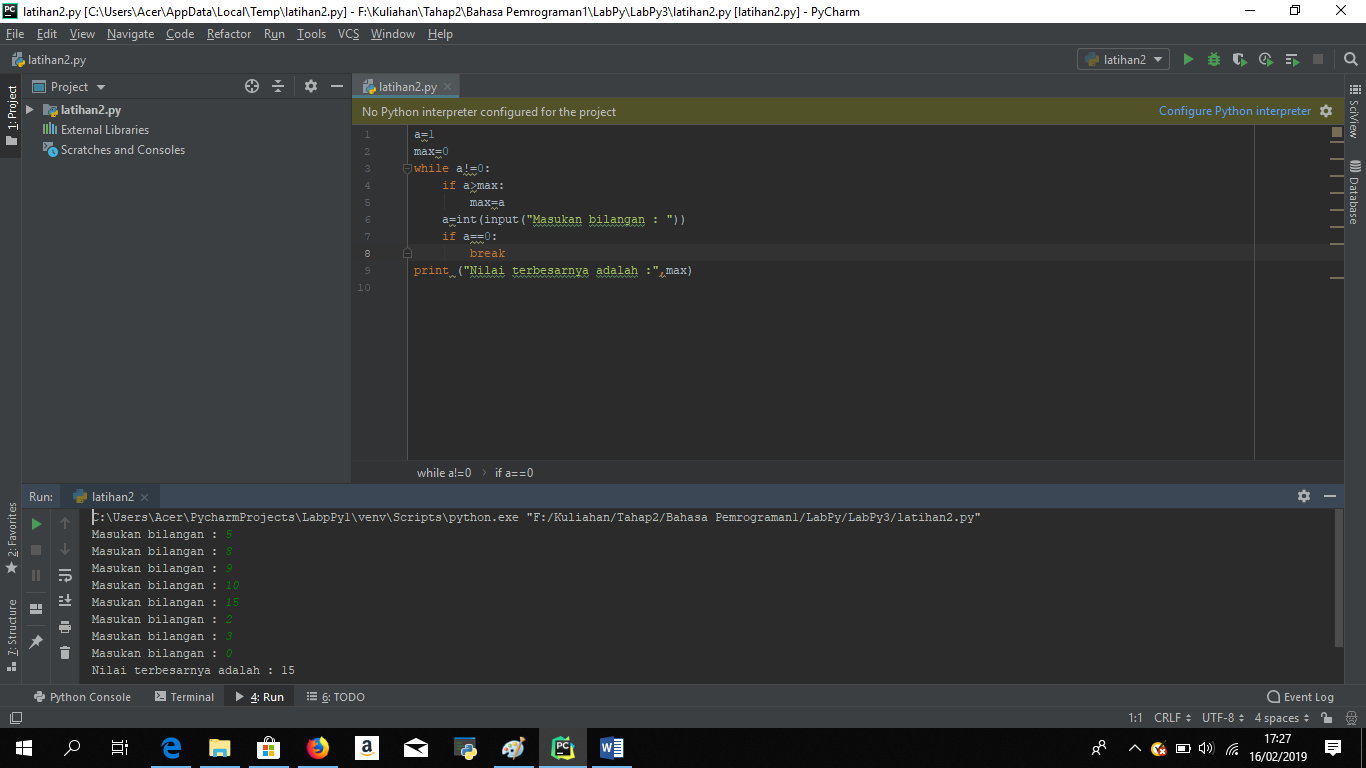 latihan2.py [C:\Users\Acer\AppData\Local\Temp\latihan2.py] - F:\Kuliahan\Tahap2\Bahasa Pemrograman1\LabPy\LabPy3\latihan2.py [latihan2.py] - PyCharm
File Edit View Navigate Code Refactor Run Tools VCS Window Help
latihan2.py
latihan2
1: Project
Project
latihan2.py
External Libraries
Scratches and Consoles
latihan2.py
No Python interpreter configured for the project
Configure Python interpreter
1 a=1
2 max=0
3 while a!=0:
4 if a>max:
5 max=a
6 a=int(input("Masukan bilangan : "))
7 if a==0:
8 break
9 print ("Nilai terbesarnya adalah :",max)
10
while a!=0 › if a==0
SciView
Database
Run: latihan2
C:\Users\Acer\PycharmProjects\LabpPy1\venv\Scripts\python.exe "F:/Kuliahan/Tahap2/Bahasa Pemrograman1/LabPy/LabPy3/latihan2.py"
Masukan bilangan : 5
Masukan bilangan : 8
Masukan bilangan : 9
Masukan bilangan : 10
Masukan bilangan : 15
Masukan bilangan : 2
Masukan bilangan : 3
Masukan bilangan : 0
Nilai terbesarnya adalah : 15
2: Favorites
7: Structure
Python Console Terminal 4: Run 6: TODO Event Log
1:1 CRLF UTF-8 4 spaces
17:27
16/02/2019